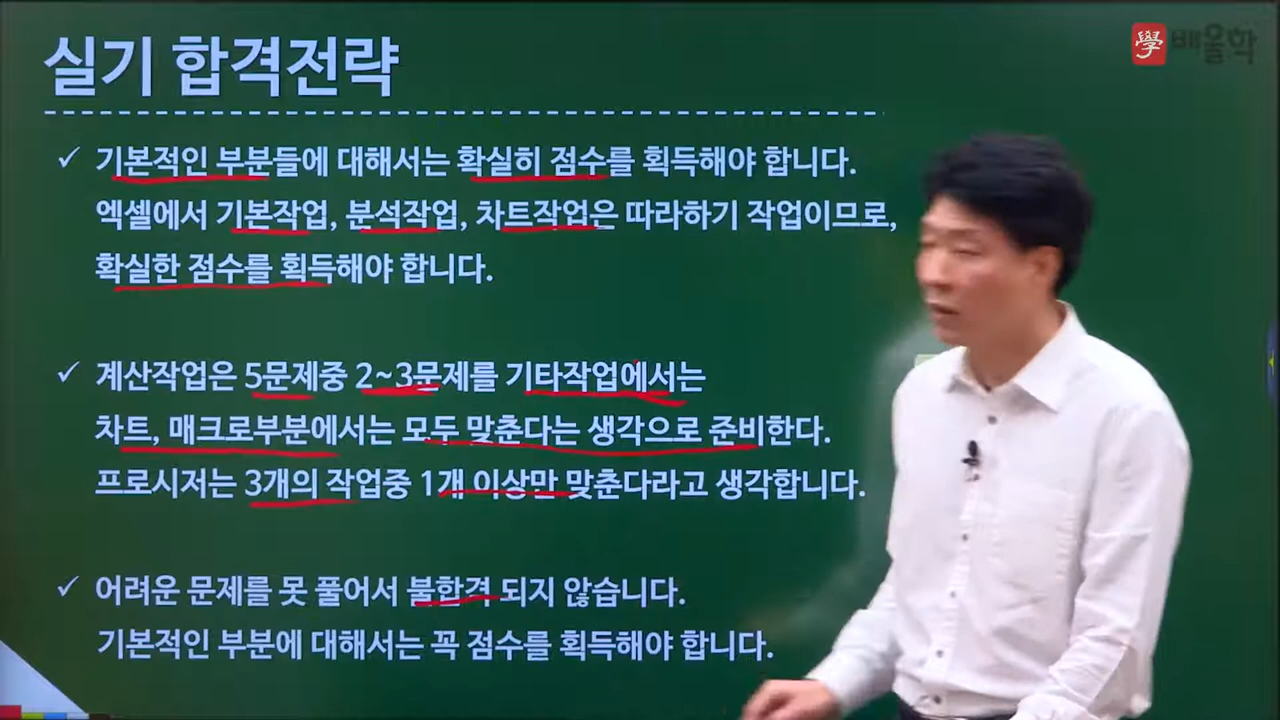 실기 합격전략
學 배울학
✓ 기본적인 부분들에 대해서는 확실히 점수를 획득해야 합니다.
엑셀에서 기본작업, 분석작업, 차트작업은 따라하기 작업이므로,
확실한 점수를 획득해야 합니다.
✓ 계산작업은 5문제중 2~3문제를 기타작업에서는
차트, 매크로부분에서는 모두 맞춘다는 생각으로 준비한다.
프로시저는 3개의 작업중 1개 이상만 맞춘다라고 생각합니다.
✓ 어려운 문제를 못 풀어서 불합격 되지 않습니다.
기본적인 부분에 대해서는 꼭 점수를 획득해야 합니다.